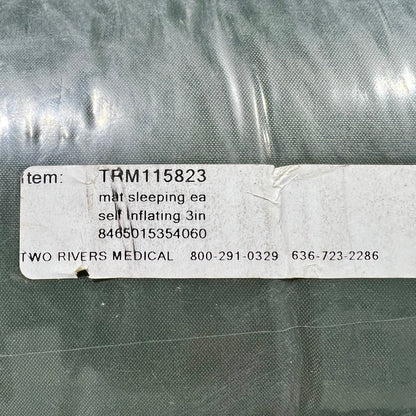 item: TRM115823
mat sleeping ea
self inflating 3in
8465015354060
TWO RIVERS MEDICAL 800-291-0329 636-723-2286